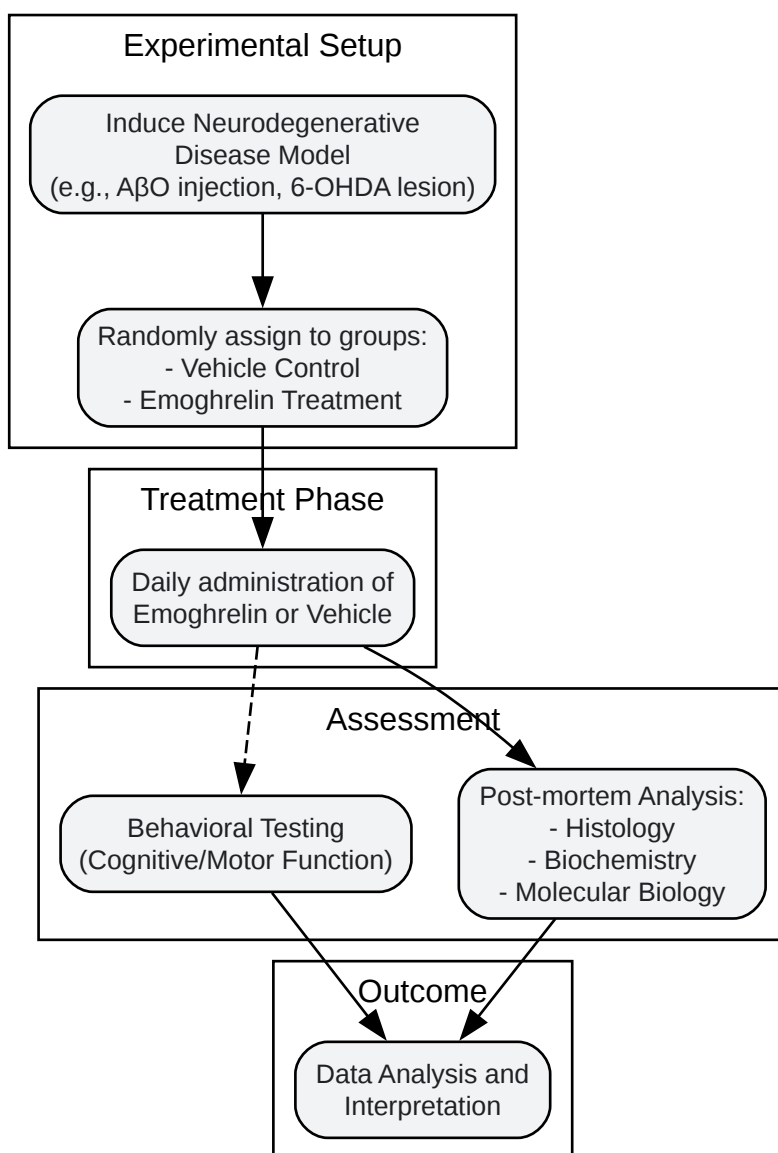 Experimental Setup
Induce Neurodegenerative
Disease Model
(e.g., AβO injection, 6-OHDA lesion)
Randomly assign to groups:
- Vehicle Control
- Emoghrelin Treatment
Treatment Phase
Daily administration of
Emoghrelin or Vehicle
Assessment
Behavioral Testing
(Cognitive/Motor Function)
Post-mortem Analysis:
- Histology
- Biochemistry
- Molecular Biology
Outcome
Data Analysis and
Interpretation